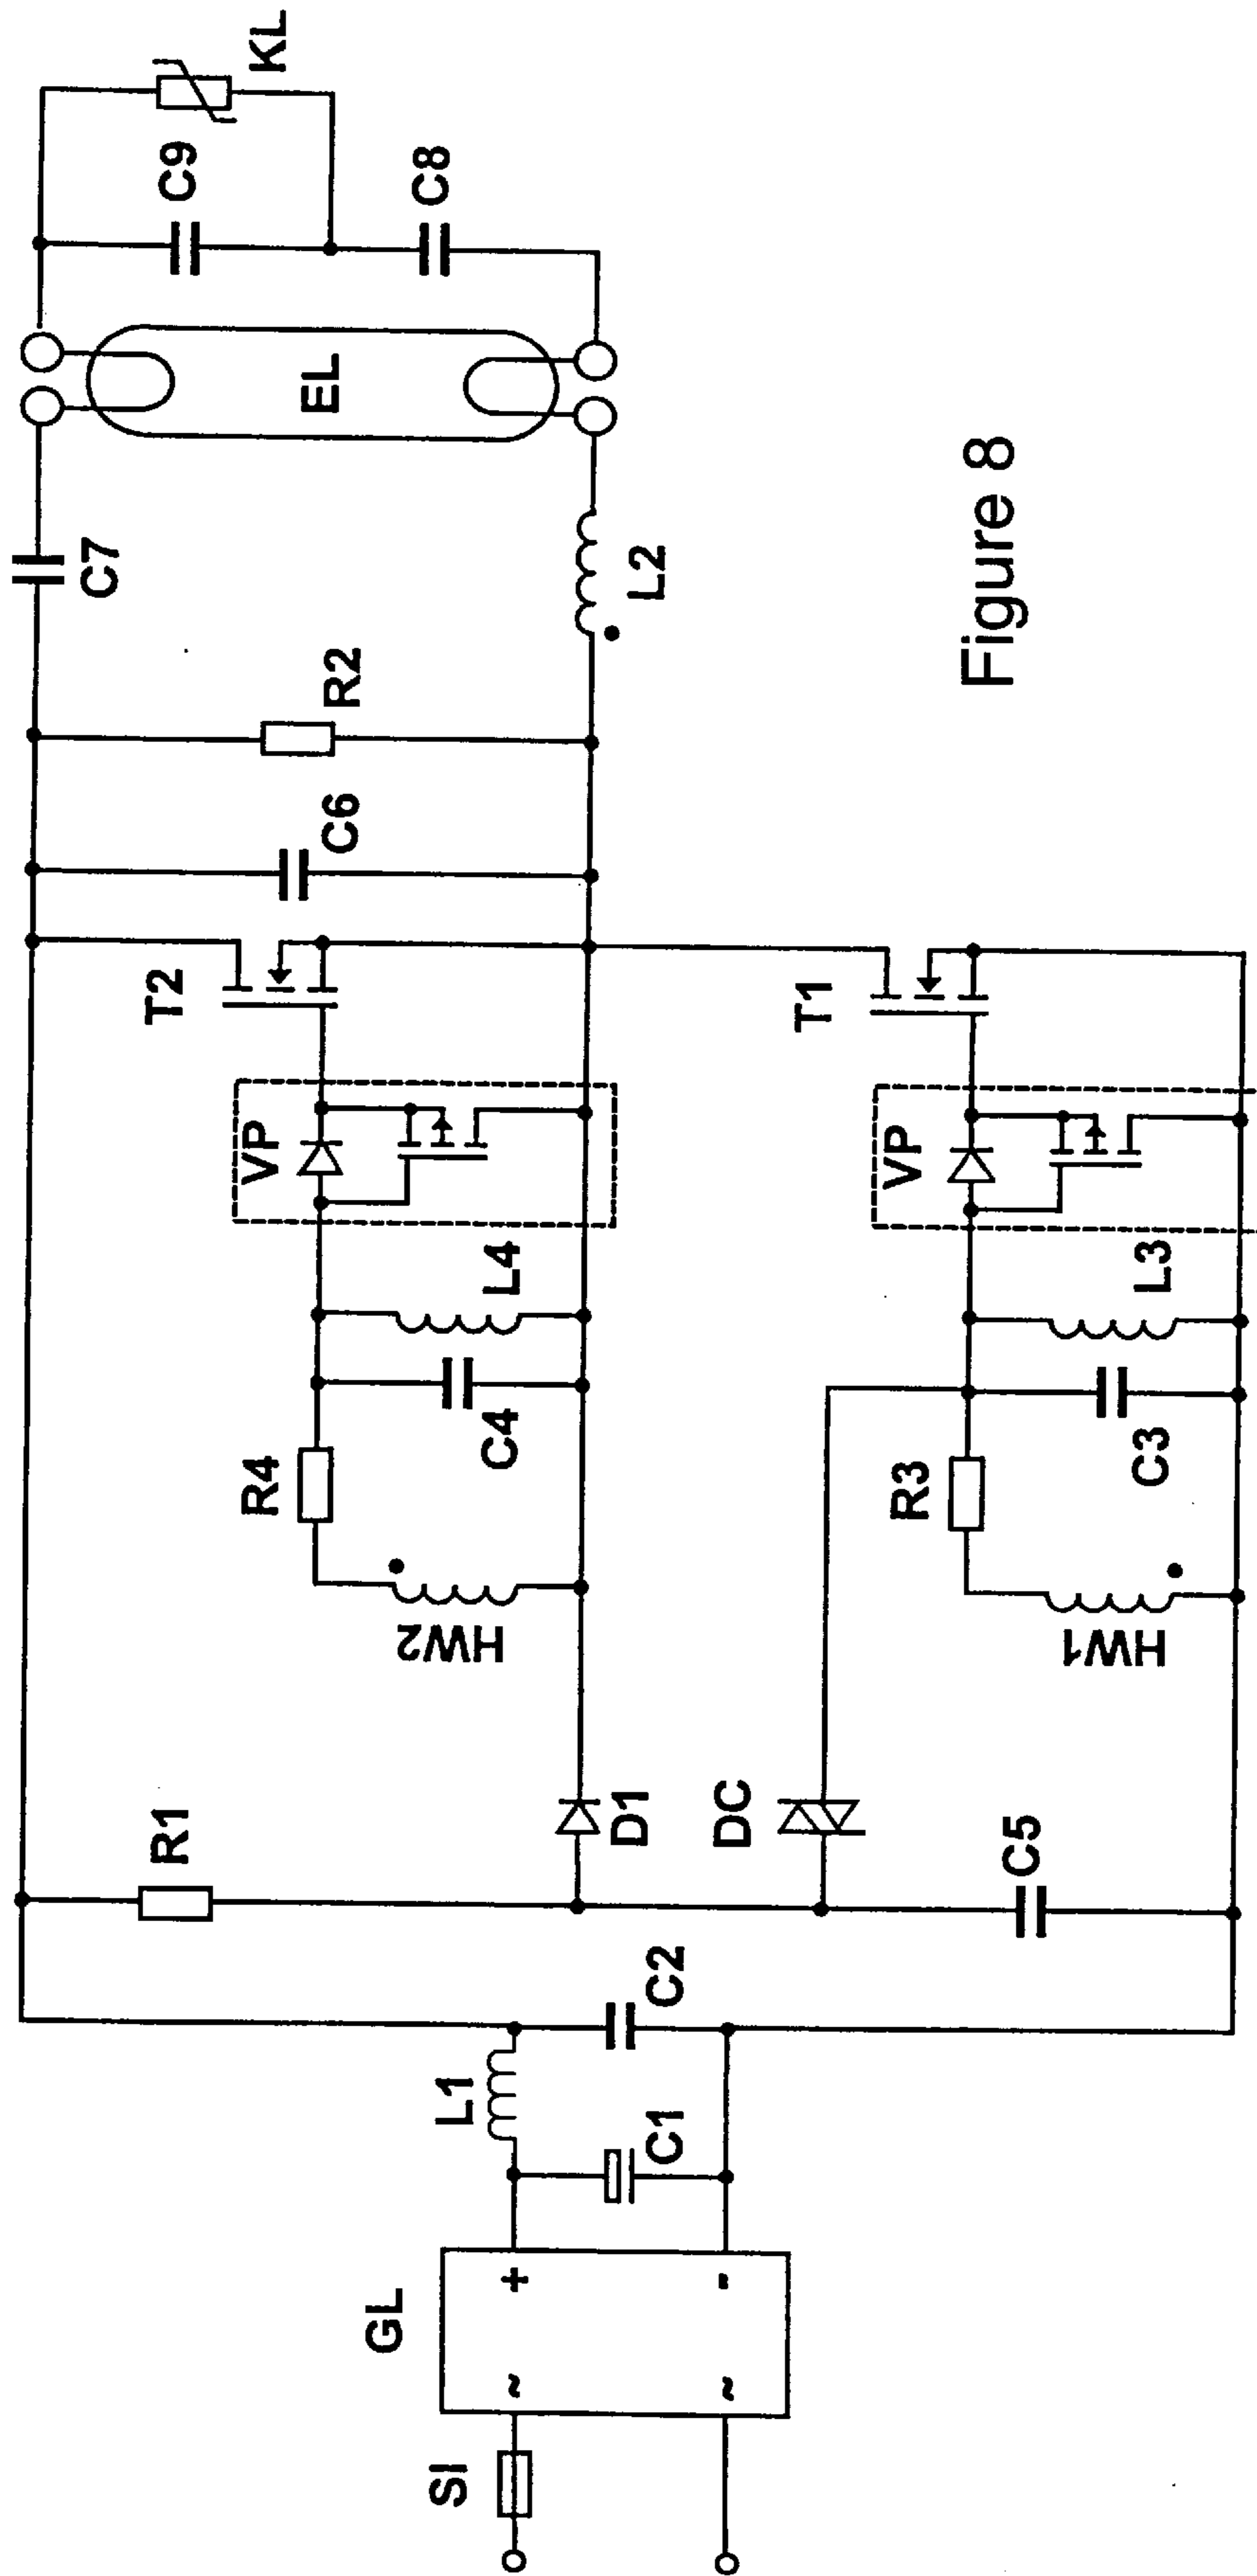 SI
GL
~
~
+
-
L1
C1
C2
R1
D1
DC
C5
HW2
R4
C4
L4
VP
T2
HW1
R3
C3
L3
VP
T1
C6
R2
C7
L2
EL
C9
C8
KL
Figure 8